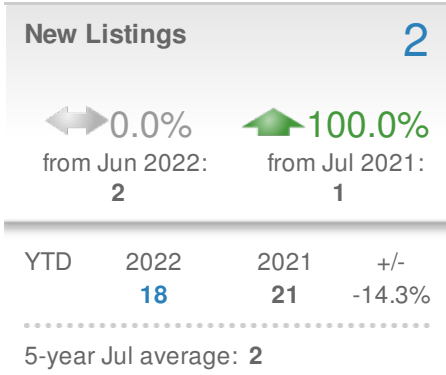 New Listings 2
0.0% 100.0%
from Jun 2022: from Jul 2021:
2 1
YTD 2022 2021 +/-
18 21 -14.3%
5-year Jul average: 2